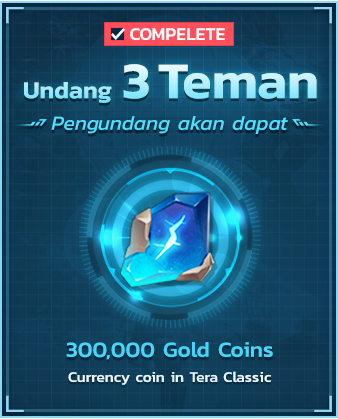 COMPELETE
Undang 3 Teman
Pengundang akan dapat
300,000 Gold Coins
Currency coin in Tera Classic